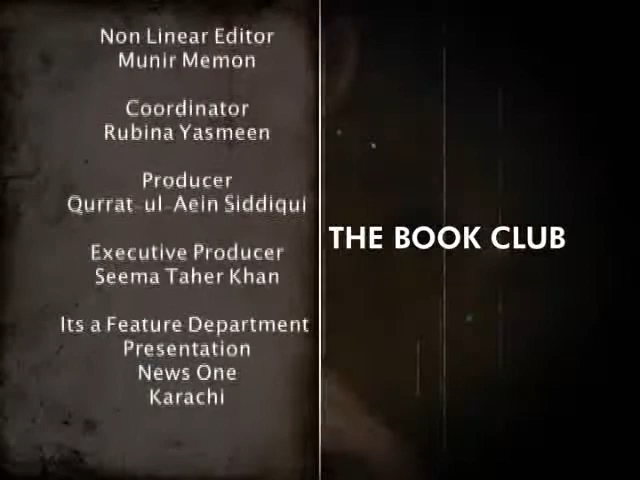 Non Linear Editor
Munir Memon
Coordinator
Rubina Yasmeen
Producer
Qurrat ul Aein Siddiqui
Executive Producer
Seema Taher Khan
Its a Feature Department
Presentation
News One
Karachi
THE BOOK CLUB